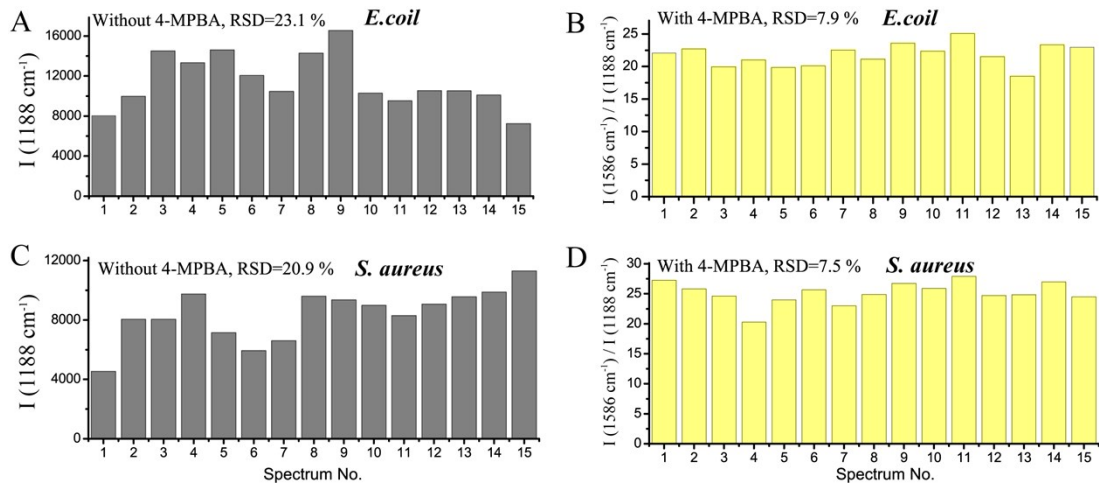 A
Without 4-MPBA, RSD=23.1 %
E.coil
I (1188 cm⁻¹)
16000
12000
8000
4000
0
1 2 3 4 5 6 7 8 9 10 11 12 13 14 15
B
With 4-MPBA, RSD=7.9 %
E.coil
I (1586 cm⁻¹) / I (1188 cm⁻¹)
25
20
15
10
5
0
1 2 3 4 5 6 7 8 9 10 11 12 13 14 15
C
Without 4-MPBA, RSD=20.9 %
S. aureus
I (1188 cm⁻¹)
12000
8000
4000
0
1 2 3 4 5 6 7 8 9 10 11 12 13 14 15
Spectrum No.
D
With 4-MPBA, RSD=7.5 %
S. aureus
I (1586 cm⁻¹) / I (1188 cm⁻¹)
30
25
20
15
10
5
0
1 2 3 4 5 6 7 8 9 10 11 12 13 14 15
Spectrum No.